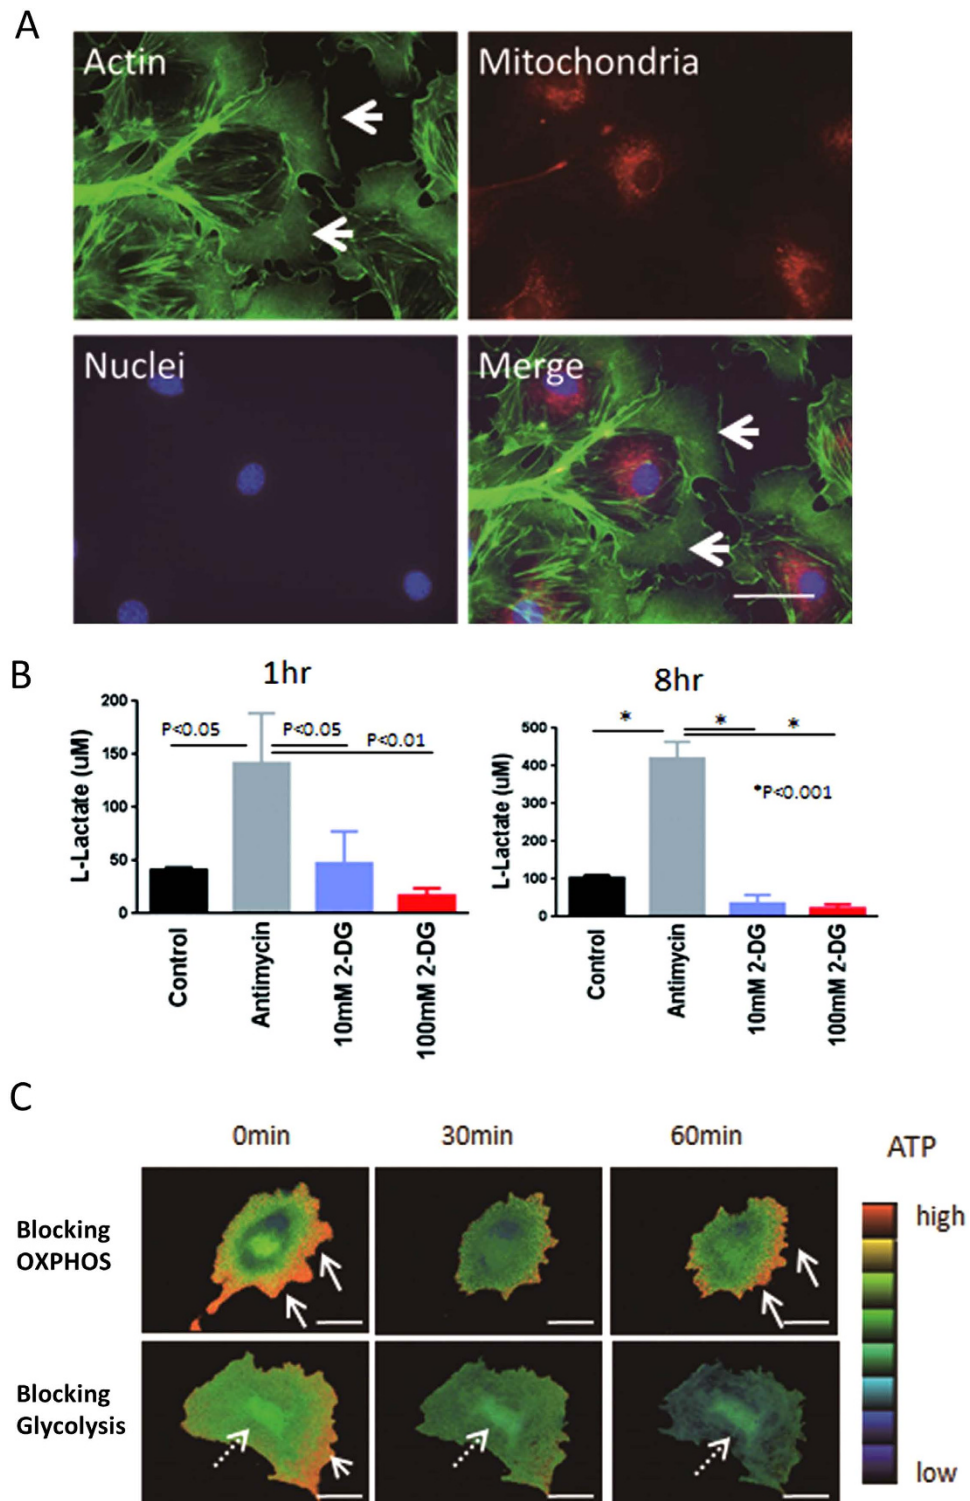 A
Actin
Mitochondria
Nuclei
Merge
B
1hr
L-Lactate (uM)
200
150
100
50
0
P<0.05
P<0.05
P<0.01
Control
Antimycin
10mM 2-DG
100mM 2-DG
8hr
L-Lactate (uM)
500
400
300
200
100
0
*
*
*
*P<0.001
Control
Antimycin
10mM 2-DG
100mM 2-DG
C
0min
30min
60min
ATP
Blocking
OXPHOS
high
Blocking
Glycolysis
low